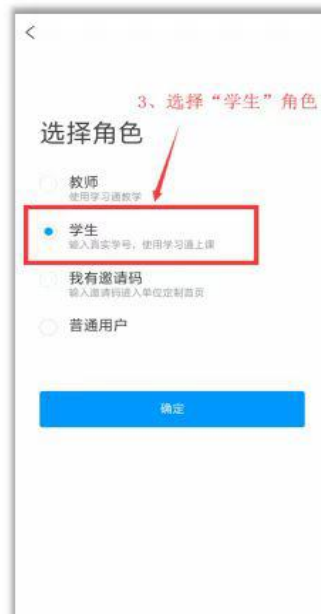 3、选择“学生”角色
选择角色
教师
使用学习通教学
学生
输入真实学号，使用学习通上课
我有邀请码
输入邀请码进入单位定制首页
普通用户
确定